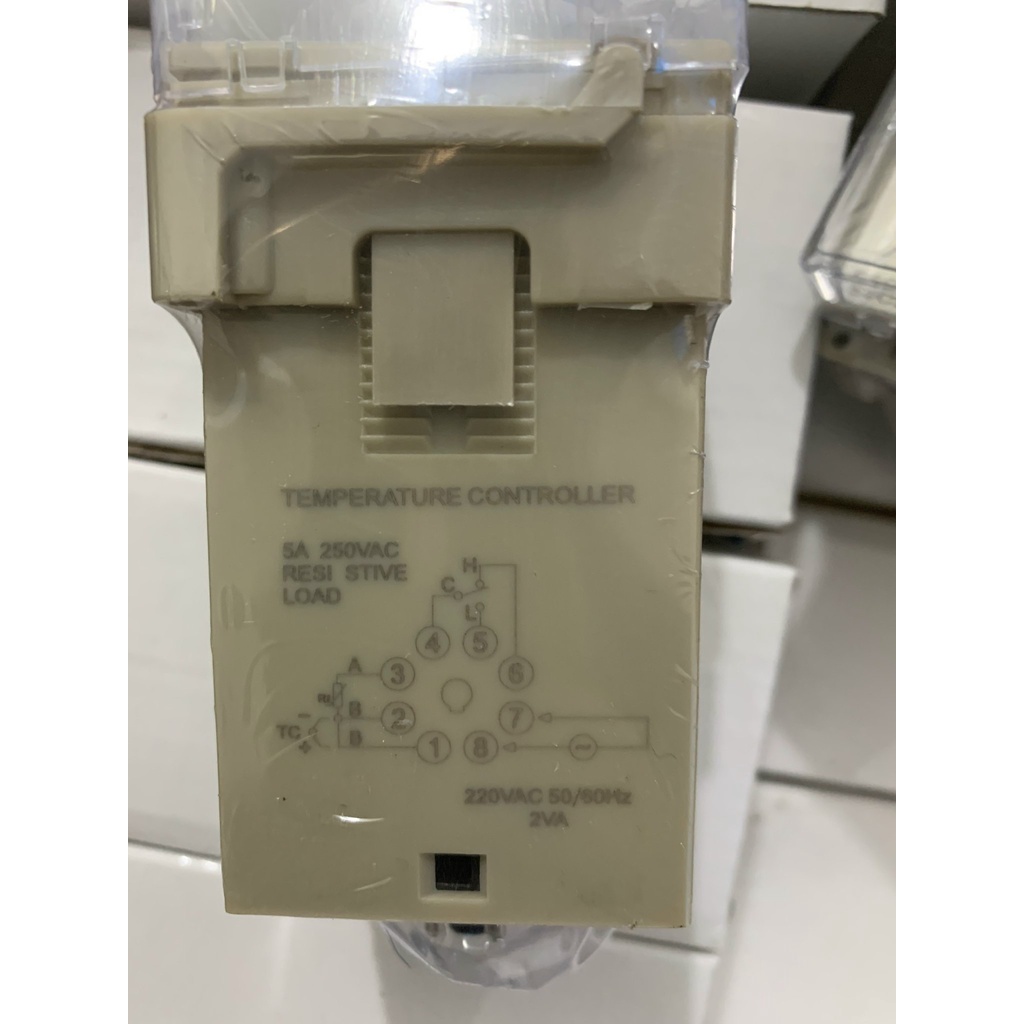 TEMPERATURE CONTROLLER
5A 250VAC
RESI STIVE
LOAD
H
C
L
4 5
A 3 6
Rt
B 2 7
−
TC
+
B 1 8 ~
220VAC 50/60Hz
2VA